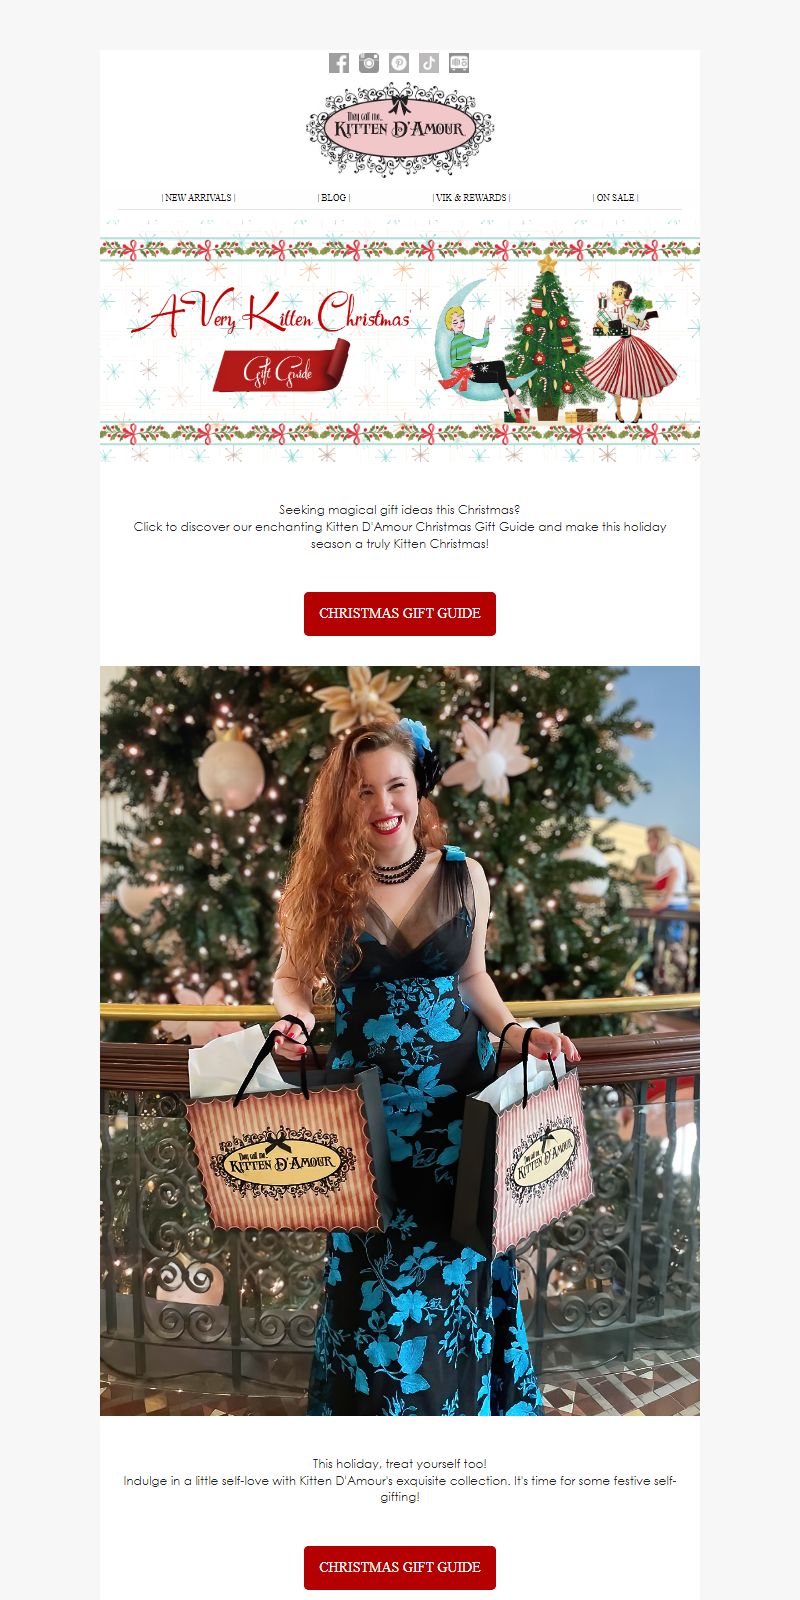 They call me...
KITTEN D'AMOUR
| NEW ARRIVALS |
| BLOG |
| VIK & REWARDS |
| ON SALE |
A Very Kitten Christmas
Gift Guide
Seeking magical gift ideas this Christmas?
Click to discover our enchanting Kitten D'Amour Christmas Gift Guide and make this holiday
season a truly Kitten Christmas!
CHRISTMAS GIFT GUIDE
They call me...
KITTEN D'AMOUR
They call me...
KITTEN D'AMOUR
This holiday, treat yourself too!
Indulge in a little self-love with Kitten D'Amour's exquisite collection. It's time for some festive self-
gifting!
CHRISTMAS GIFT GUIDE